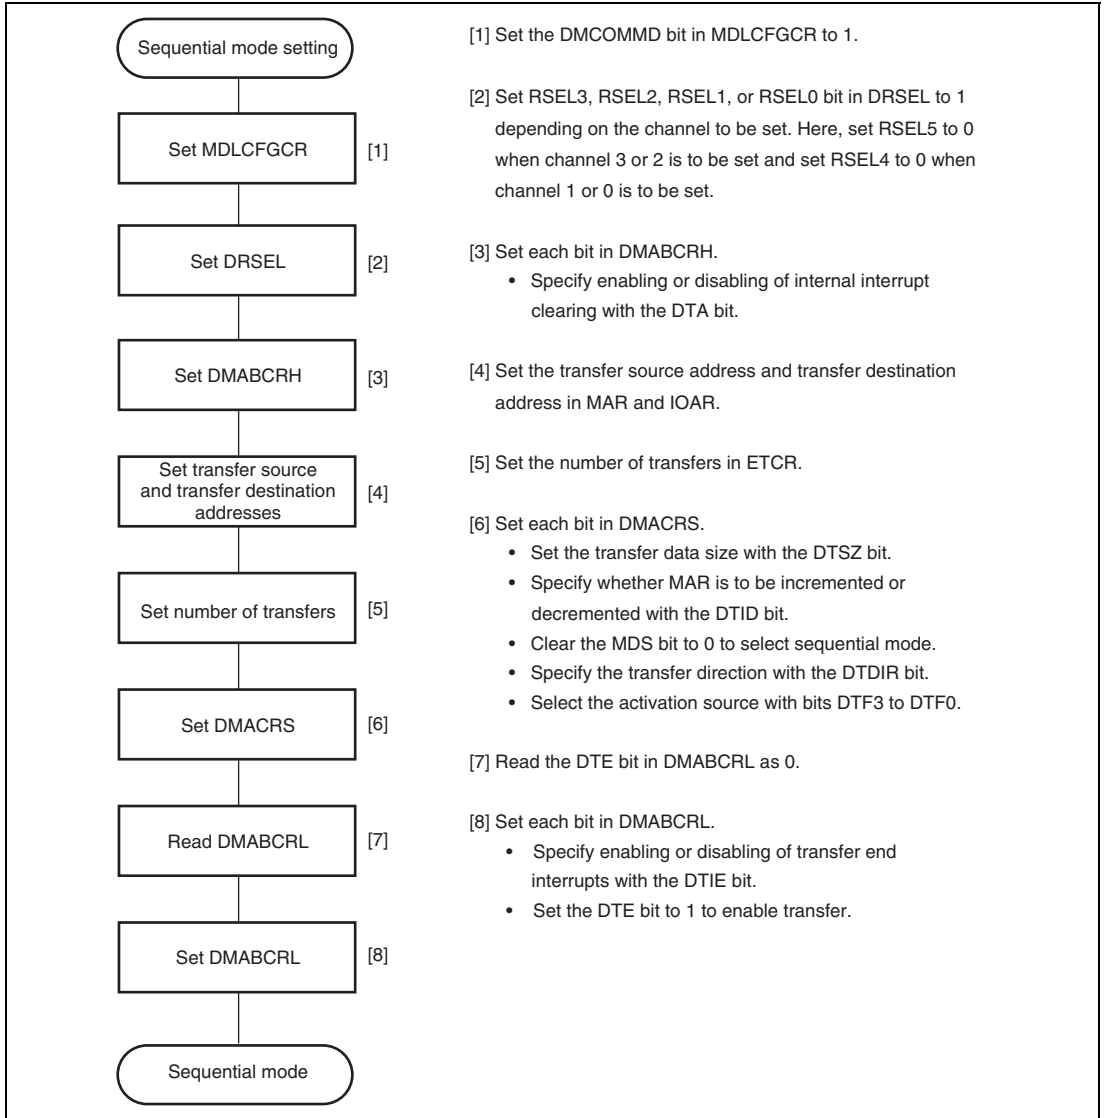 Sequential mode setting
Set MDLCFGCR [1]
Set DRSEL [2]
Set DMABCRH [3]
Set transfer source
and transfer destination
addresses
[4]
Set number of transfers [5]
Set DMACRS [6]
Read DMABCRL [7]
Set DMABCRL [8]
Sequential mode
[1] Set the DMCOMMD bit in MDLCFGCR to 1.
[2] Set RSEL3, RSEL2, RSEL1, or RSEL0 bit in DRSEL to 1
depending on the channel to be set. Here, set RSEL5 to 0
when channel 3 or 2 is to be set and set RSEL4 to 0 when
channel 1 or 0 is to be set.
[3] Set each bit in DMABCRH.
• Specify enabling or disabling of internal interrupt
clearing with the DTA bit.
[4] Set the transfer source address and transfer destination
address in MAR and IOAR.
[5] Set the number of transfers in ETCR.
[6] Set each bit in DMACRS.
• Set the transfer data size with the DTSZ bit.
• Specify whether MAR is to be incremented or
decremented with the DTID bit.
• Clear the MDS bit to 0 to select sequential mode.
• Specify the transfer direction with the DTDIR bit.
• Select the activation source with bits DTF3 to DTF0.
[7] Read the DTE bit in DMABCRL as 0.
[8] Set each bit in DMABCRL.
• Specify enabling or disabling of transfer end
interrupts with the DTIE bit.
• Set the DTE bit to 1 to enable transfer.